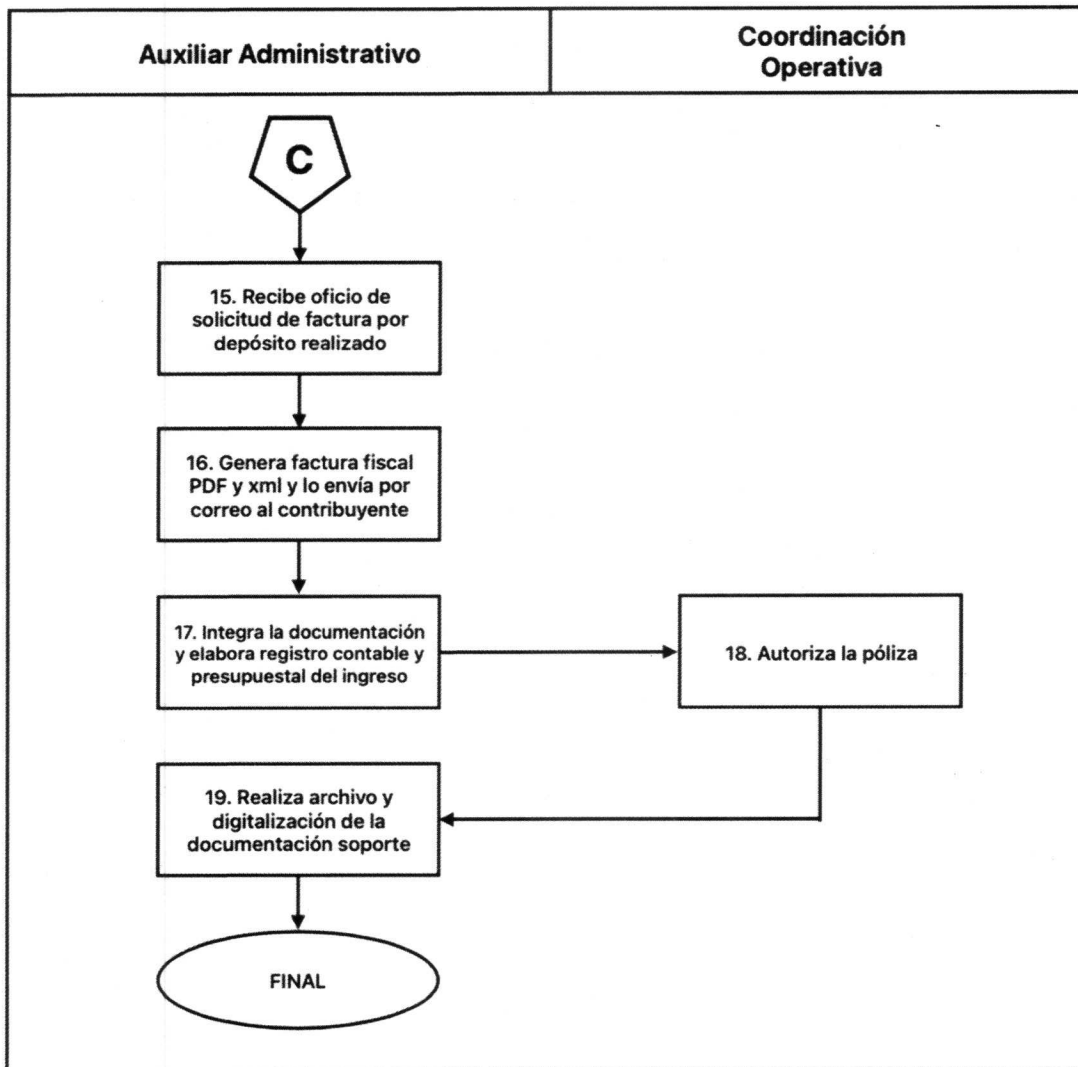 Auxiliar Administrativo
Coordinación
Operativa
C
15. Recibe oficio de
solicitud de factura por
depósito realizado
16. Genera factura fiscal
PDF y xml y lo envía por
correo al contribuyente
17. Integra la documentación
y elabora registro contable y
presupuestal del ingreso
18. Autoriza la póliza
19. Realiza archivo y
digitalización de la
documentación soporte
FINAL